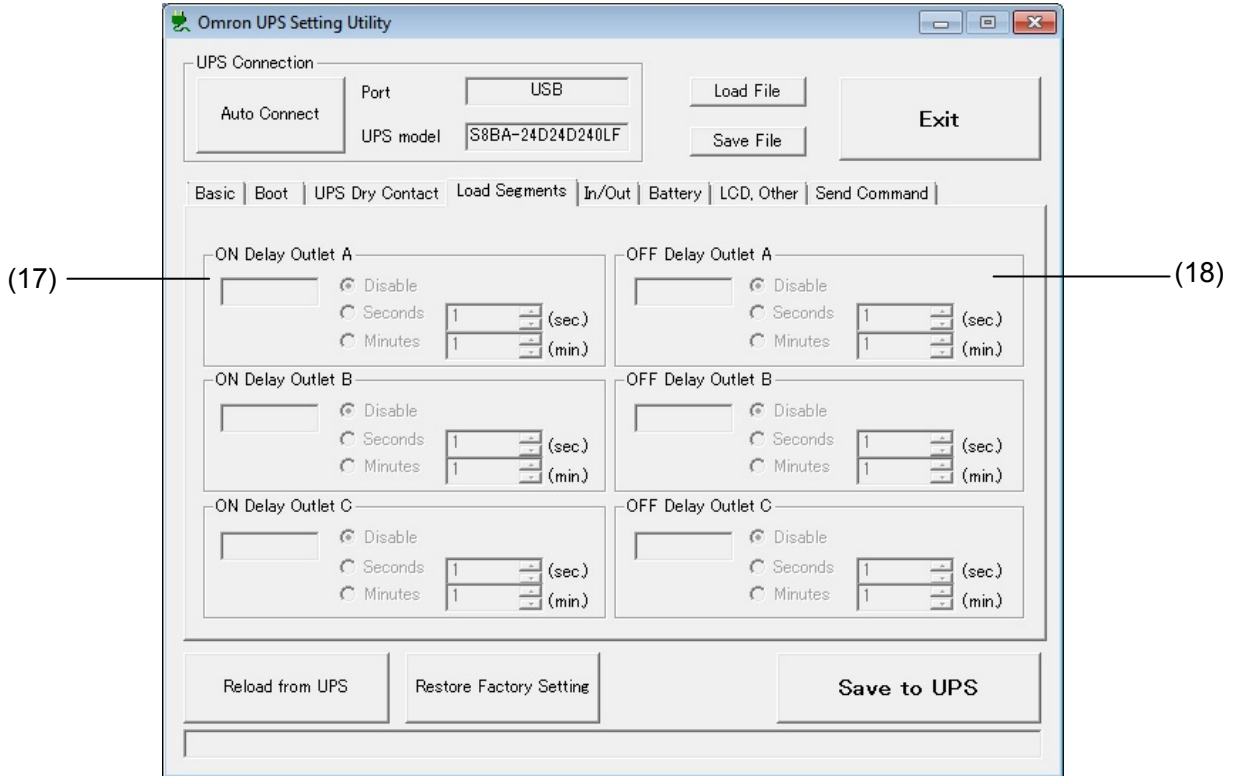 Omron UPS Setting Utility
UPS Connection
Auto Connect
Port
USB
UPS model
S8BA-24D24D240LF
Load File
Save File
Exit
Basic
Boot
UPS Dry Contact
Load Segments
In/Out
Battery
LCD, Other
Send Command
(17)
ON Delay Outlet A
Disable
Seconds
1
(sec.)
Minutes
1
(min.)
OFF Delay Outlet A
Disable
Seconds
1
(sec.)
Minutes
1
(min.)
(18)
ON Delay Outlet B
Disable
Seconds
1
(sec.)
Minutes
1
(min.)
OFF Delay Outlet B
Disable
Seconds
1
(sec.)
Minutes
1
(min.)
ON Delay Outlet C
Disable
Seconds
1
(sec.)
Minutes
1
(min.)
OFF Delay Outlet C
Disable
Seconds
1
(sec.)
Minutes
1
(min.)
Reload from UPS
Restore Factory Setting
Save to UPS